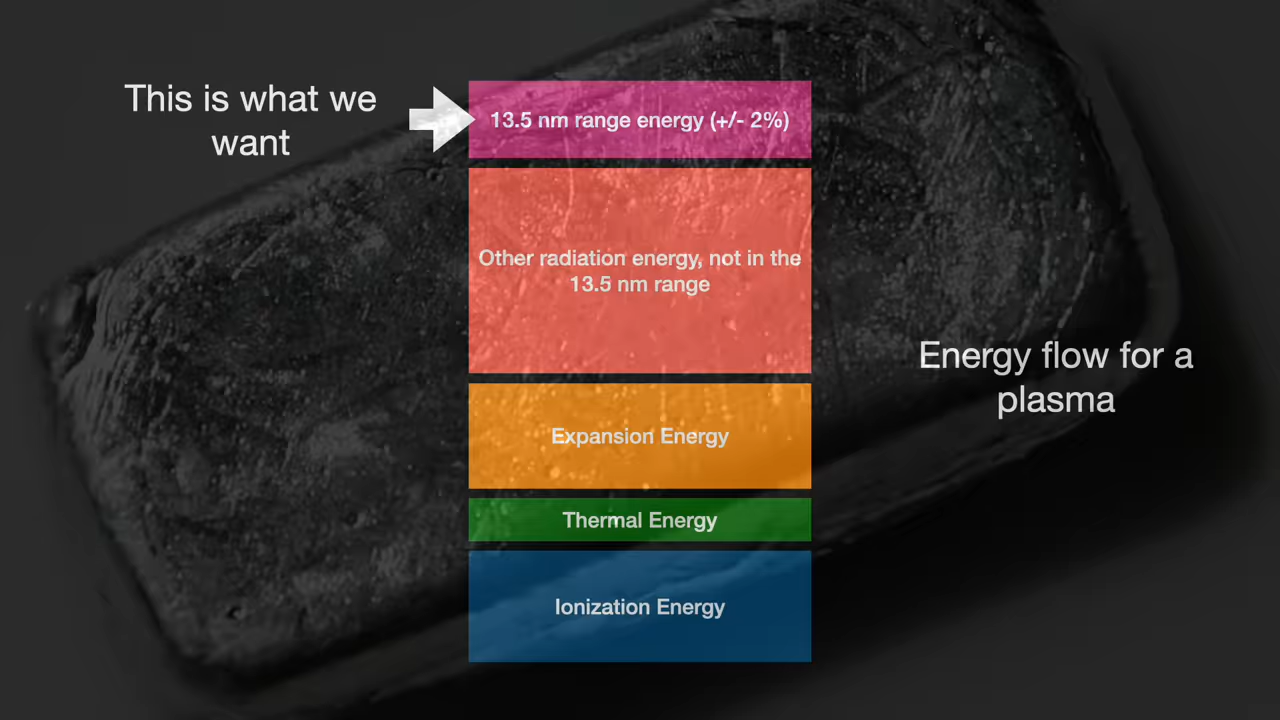 This is what we
want
13.5 nm range energy (+/- 2%)
Other radiation energy, not in the
13.5 nm range
Energy flow for a
plasma
Expansion Energy
Thermal Energy
Ionization Energy